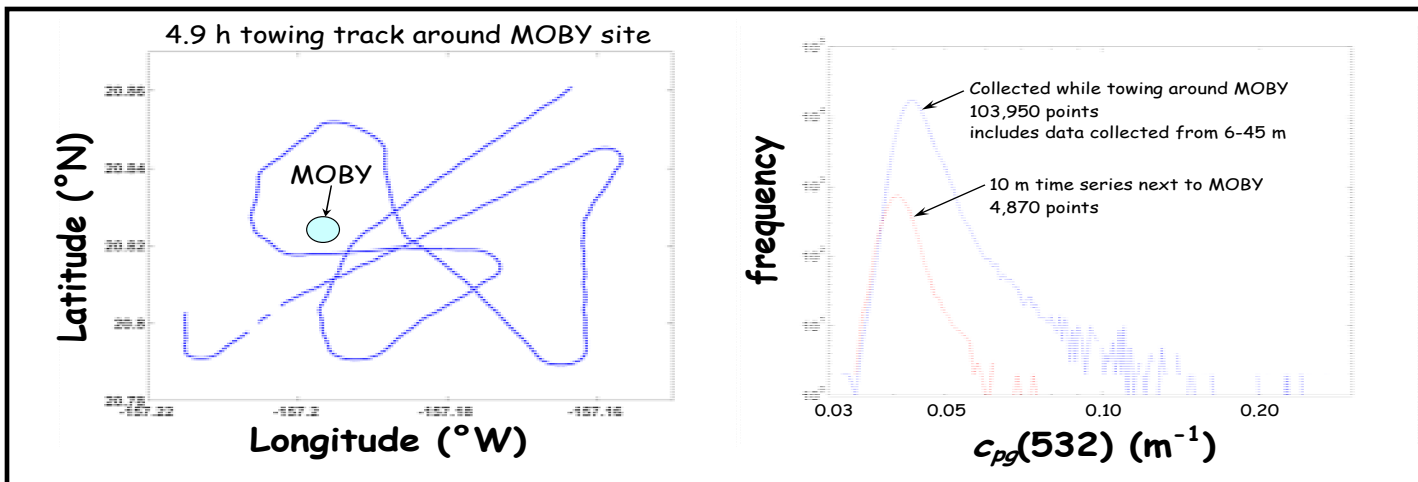 4.9 h towing track around MOBY site
20.86
20.84
20.82
20.8
20.78
Latitude (°N)
MOBY
-157.22 -157.2 -157.18 -157.16
Longitude (°W)
frequency
Collected while towing around MOBY
103,950 points
includes data collected from 6-45 m
10 m time series next to MOBY
4,870 points
0.03 0.05 0.10 0.20
c_pg(532) (m⁻¹)